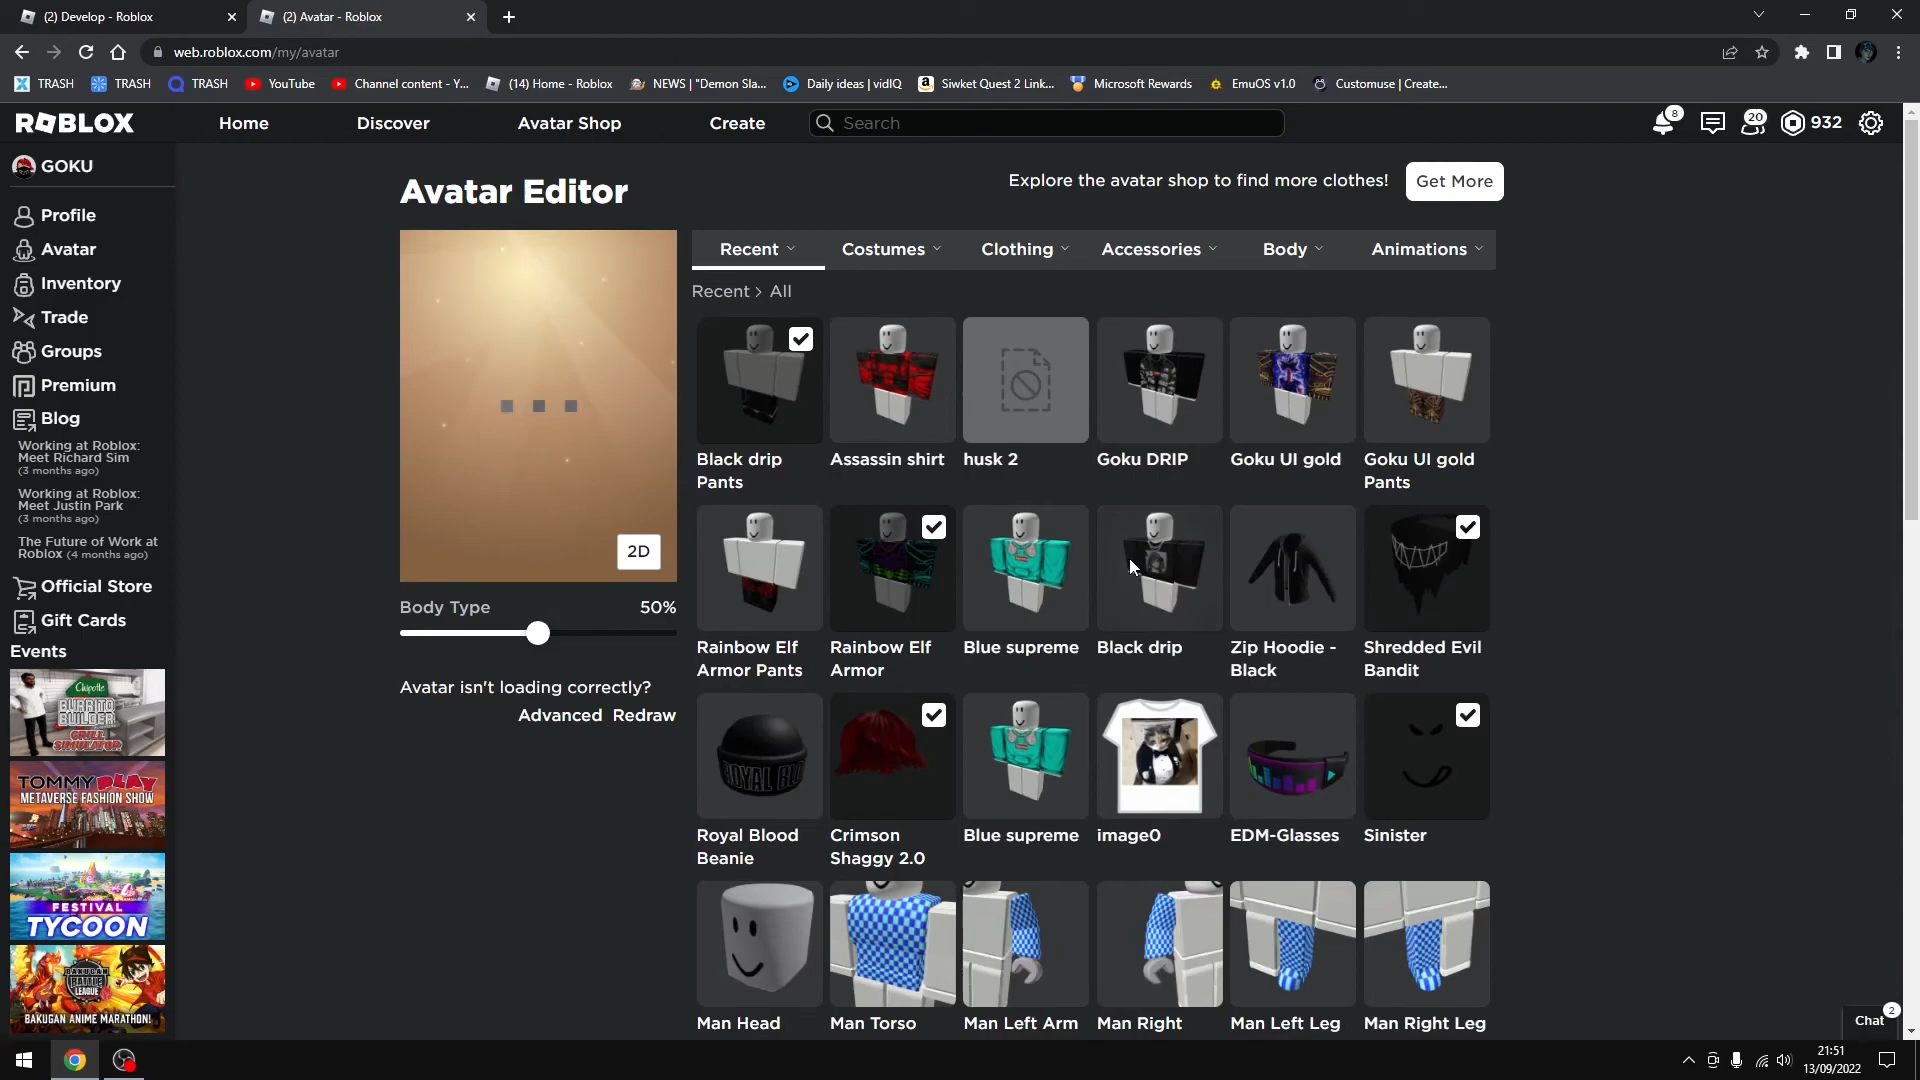 (2) Develop - Roblox
(2) Avatar - Roblox
web.roblox.com/my/avatar
TRASH
TRASH
TRASH
YouTube
Channel content - Y...
(14) Home - Roblox
NEWS | "Demon Sla...
Daily ideas | vidIQ
Siwket Quest 2 Link...
Microsoft Rewards
EmuOS v1.0
Customuse | Create...
ROBLOX
Home
Discover
Avatar Shop
Create
Search
8
20
932
GOKU
Profile
Avatar
Inventory
Trade
Groups
Premium
Blog
Working at Roblox:
Meet Richard Sim
(3 months ago)
Working at Roblox:
Meet Justin Park
(3 months ago)
The Future of Work at
Roblox (4 months ago)
Official Store
Gift Cards
Events
Chipotle
BURRITO
BUILDER
GRILL
SIMULATOR
TOMMY PLAY
METAVERSE FASHION SHOW
FESTIVAL
TYCOON
BAKUGAN
BATTLE
LEAGUE
BAKUGAN ANIME MARATHON!
Avatar Editor
Explore the avatar shop to find more clothes!
Get More
2D
Body Type
50%
Avatar isn't loading correctly?
Advanced
Redraw
Recent
Costumes
Clothing
Accessories
Body
Animations
Recent > All
Black drip
Pants
Assassin shirt
husk 2
Goku DRIP
Goku UI gold
Goku UI gold
Pants
Rainbow Elf
Armor Pants
Rainbow Elf
Armor
Blue supreme
Black drip
Zip Hoodie -
Black
Shredded Evil
Bandit
Royal Blood
Beanie
Crimson
Shaggy 2.0
Blue supreme
image0
EDM-Glasses
Sinister
Man Head
Man Torso
Man Left Arm
Man Right
Man Left Leg
Man Right Leg
Chat
2
21:51
13/09/2022